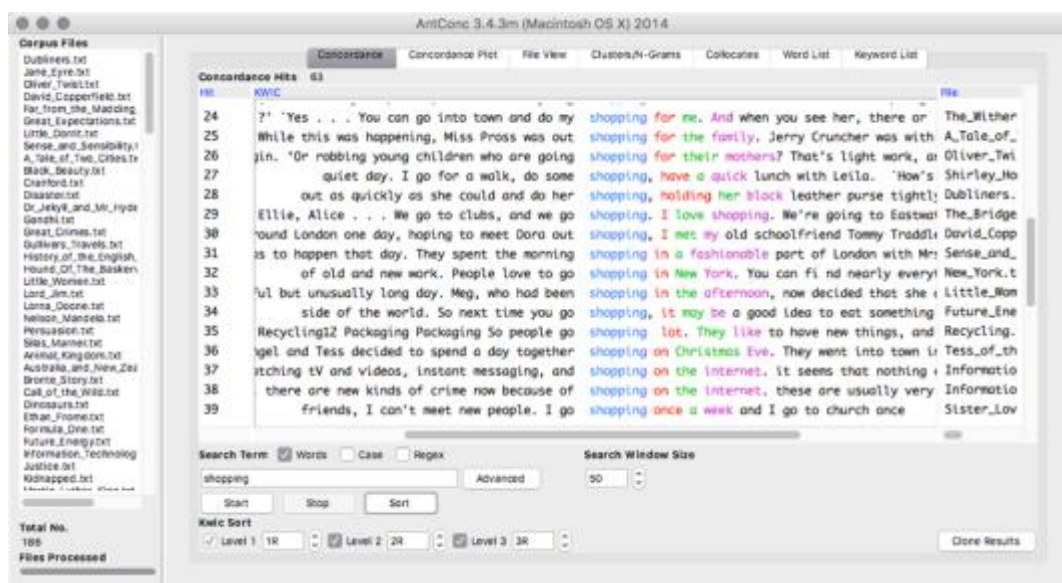 AntConc 3.4.3m (Macintosh OS X) 2014
Corpus Files
Dubliners.txt
Jane_Eyre.txt
Oliver_Twist.txt
David_Copperfield.txt
Far_from_the_Madding
Great_Expectations.txt
Little_Dorrit.txt
Sense_and_Sensibility.t
A_Tale_of_Two_Cities.tx
Black_Beauty.txt
Cranford.txt
Disaster.txt
Dr_Jekyll_and_Mr_Hyde
Gandhi.txt
Great_Crimes.txt
Gullivers_Travels.txt
History_of_the_English.
Hound_Of_The_Basken
Little_Women.txt
Lord_Jim.txt
Lorna_Doone.txt
Nelson_Mandela.txt
Persuasion.txt
Silas_Marner.txt
Animal_Kingdom.txt
Australia_and_New_Zea
Bronte_Story.txt
Call_of_the_Wild.txt
Dinosaurs.txt
Ethan_Frome.txt
Formula_One.txt
Future_Energy.txt
Information_Technolog
Justice.txt
Kidnapped.txt
Total No.
Files Processed
Concordance Concordance Plot File View Clusters/N-Grams Collocates Word List Keyword List
Concordance Hits 63
Hit KWIC File
24 ?' 'Yes . . . You can go into town and do my shopping for me. And when you see her, there or The_Wither
25 While this was happening, Miss Pross was out shopping for the family. Jerry Cruncher was with A_Tale_of_
26 gin. 'Or robbing young children who are going shopping for their mothers? That's light work, an Oliver_Twi
27 quiet day. I go for a walk, do some shopping, have a quick lunch with Leila. 'How's Shirley_Ho
28 out as quickly as she could and do her shopping, holding her black leather purse tightly Dubliners.
29 Ellie, Alice . . . We go to clubs, and we go shopping. I love shopping. We're going to Eastwat The_Bridge
30 round London one day, hoping to meet Dora out shopping, I met my old schoolfriend Tommy Traddle David_Copp
31 as to happen that day. They spent the morning shopping in a fashionable part of London with Mrs Sense_and_
32 of old and new work. People love to go shopping in New York. You can fi nd nearly everyt New_York.t
33 ful but unusually long day. Meg, who had been shopping in the afternoon, now decided that she Little_Wom
34 side of the world. So next time you go shopping, it may be a good idea to eat something Future_Ene
35 Recycling12 Packaging Packaging So people go shopping lot. They like to have new things, and Recycling.
36 ngel and Tess decided to spend a day together shopping on Christmas Eve. They went into town in Tess_of_th
37 atching tV and videos, instant messaging, and shopping on the internet. it seems that nothing Informatio
38 there are new kinds of crime now because of shopping on the internet. these are usually very Informatio
39 friends, I can't meet new people. I go shopping once a week and I go to church once Sister_Lov
Search Term Words Case Regex Search Window Size
shopping Advanced 50
Start Stop Sort
Kwic Sort
Level 1 1R Level 2 2R Level 3 3R Clone Results